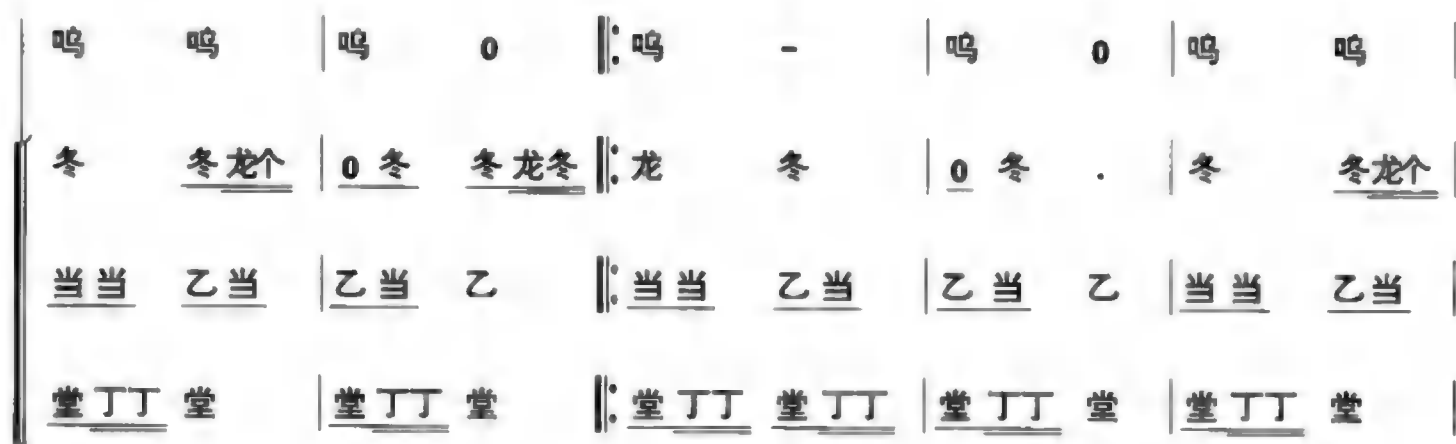 呜 呜 | 呜 0 ‖: 呜 - | 呜 0 | 呜 呜 |
冬 冬龙个 | 0冬 冬龙冬 ‖: 龙 冬 | 0冬 . | 冬 冬龙个 |
当当 乙当 | 乙当 乙 ‖: 当当 乙当 | 乙当 乙 | 当当 乙当 |
堂丁丁 堂 | 堂丁丁 堂 ‖: 堂丁丁 堂丁丁 | 堂丁丁 堂 | 堂丁丁 堂 |